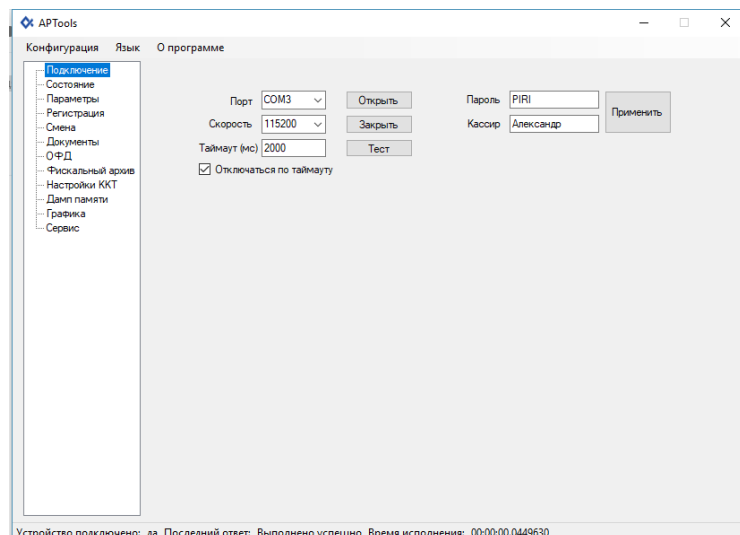 APTools
Конфигурация Язык О программе
Подключение
Состояние
Параметры
Регистрация
Смена
Документы
ОФД
Фискальный архив
Настройки ККТ
Дамп памяти
Графика
Сервис
Порт COM3 Открыть
Скорость 115200 Закрыть
Таймаут (мс) 2000 Тест
Отключаться по таймауту
Пароль PIRI
Кассир Александр
Применить
Устройство подключено: да Последний ответ: Выполнено успешно Время исполнения: 00:00:00.0449630